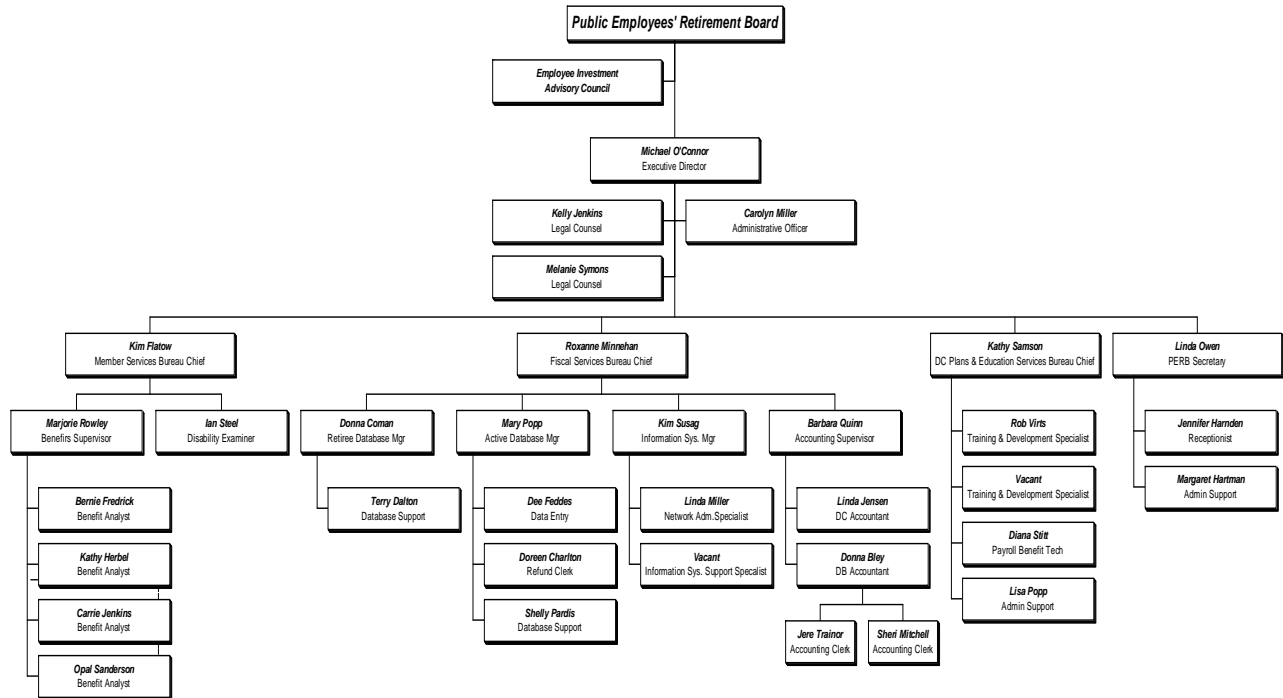 Public Employees' Retirement Board
Employee Investment
Advisory Council
Michael O'Connor
Executive Director
Kelly Jenkins
Legal Counsel
Carolyn Miller
Administrative Officer
Melanie Symons
Legal Counsel
Kim Flatow
Member Services Bureau Chief
Roxanne Minnehan
Fiscal Services Bureau Chief
Kathy Samson
DC Plans & Education Services Bureau Chief
Linda Owen
PERB Secretary
Marjorie Rowley
Benefirs Supervisor
Ian Steel
Disability Examiner
Donna Coman
Retiree Database Mgr
Mary Popp
Active Database Mgr
Kim Susag
Information Sys. Mgr
Barbara Quinn
Accounting Supervisor
Bernie Fredrick
Benefit Analyst
Kathy Herbel
Benefit Analyst
Carrie Jenkins
Benefit Analyst
Opal Sanderson
Benefit Analyst
Terry Dalton
Database Support
Dee Feddes
Data Entry
Doreen Charlton
Refund Clerk
Shelly Pardis
Database Support
Linda Miller
Network Adm.Specialist
Vacant
Information Sys. Support Specalist
Linda Jensen
DC Accountant
Donna Bley
DB Accountant
Jere Trainor
Accounting Clerk
Sheri Mitchell
Accounting Clerk
Rob Virts
Training & Development Specialist
Vacant
Training & Development Specialist
Diana Stitt
Payroll Benefit Tech
Lisa Popp
Admin Support
Jennifer Harnden
Receptionist
Margaret Hartman
Admin Support